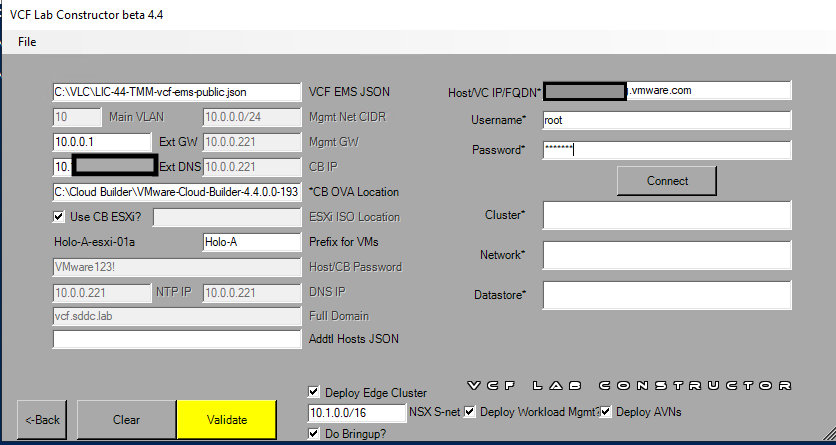 VCF Lab Constructor beta 4.4
File
C:\VLC\LIC-44-TMM-vcf-ems-public.json VCF EMS JSON
10 Main VLAN 10.0.0.0/24 Mgmt Net CIDR
10.0.0.1 Ext GW 10.0.0.221 Mgmt GW
10. Ext DNS 10.0.0.221 CB IP
C:\Cloud Builder\VMware-Cloud-Builder-4.4.0.0-193 *CB OVA Location
Use CB ESXi? ESXi ISO Location
Holo-A-esxi-01a Holo-A Prefix for VMs
VMware123! Host/CB Password
10.0.0.221 NTP IP 10.0.0.221 DNS IP
vcf.sddc.lab Full Domain
Addtl Hosts JSON
Host/VC IP/FQDN* .vmware.com
Username* root
Password* *******
Connect
Cluster*
Network*
Datastore*
VCF LAB CONSTRUCTOR
<-Back Clear Validate
Deploy Edge Cluster
10.1.0.0/16 NSX S-net Deploy Workload Mgmt? Deploy AVNs
Do Bringup?